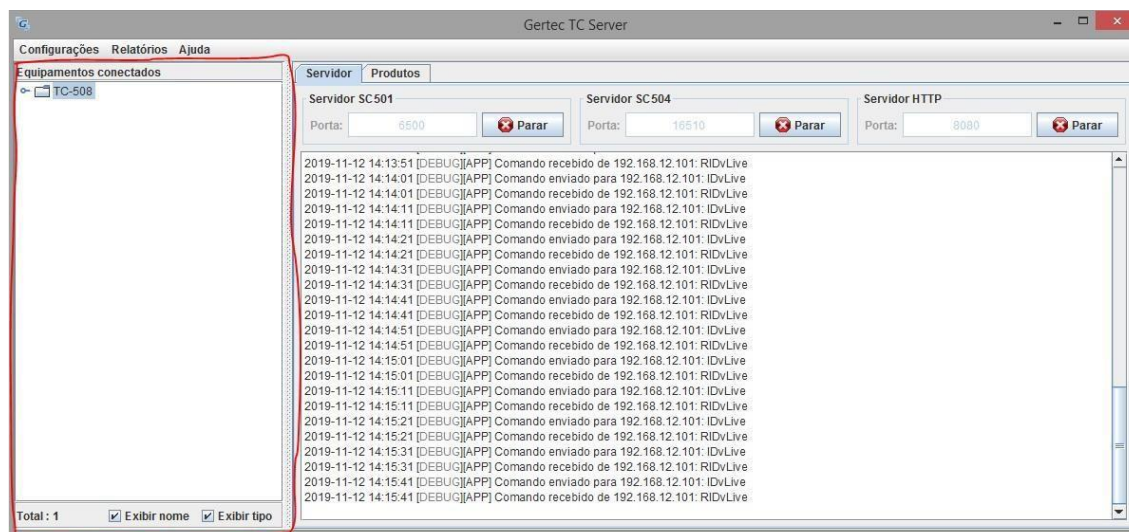 Gertec TC Server
Configurações Relatórios Ajuda
Equipamentos conectados
TC-508
Total : 1
Exibir nome
Exibir tipo
Servidor
Produtos
Servidor SC501
Porta: 6500 Parar
Servidor SC504
Porta: 16510 Parar
Servidor HTTP
Porta: 8080 Parar
2019-11-12 14:13:51 [DEBUG][APP] Comando recebido de 192.168.12.101: RIDvLive
2019-11-12 14:14:01 [DEBUG][APP] Comando enviado para 192.168.12.101: IDvLive
2019-11-12 14:14:01 [DEBUG][APP] Comando recebido de 192.168.12.101: RIDvLive
2019-11-12 14:14:11 [DEBUG][APP] Comando enviado para 192.168.12.101: IDvLive
2019-11-12 14:14:11 [DEBUG][APP] Comando recebido de 192.168.12.101: RIDvLive
2019-11-12 14:14:21 [DEBUG][APP] Comando enviado para 192.168.12.101: IDvLive
2019-11-12 14:14:21 [DEBUG][APP] Comando recebido de 192.168.12.101: RIDvLive
2019-11-12 14:14:31 [DEBUG][APP] Comando enviado para 192.168.12.101: IDvLive
2019-11-12 14:14:31 [DEBUG][APP] Comando recebido de 192.168.12.101: RIDvLive
2019-11-12 14:14:41 [DEBUG][APP] Comando enviado para 192.168.12.101: IDvLive
2019-11-12 14:14:41 [DEBUG][APP] Comando recebido de 192.168.12.101: RIDvLive
2019-11-12 14:14:51 [DEBUG][APP] Comando enviado para 192.168.12.101: IDvLive
2019-11-12 14:14:51 [DEBUG][APP] Comando recebido de 192.168.12.101: RIDvLive
2019-11-12 14:15:01 [DEBUG][APP] Comando enviado para 192.168.12.101: IDvLive
2019-11-12 14:15:01 [DEBUG][APP] Comando recebido de 192.168.12.101: RIDvLive
2019-11-12 14:15:11 [DEBUG][APP] Comando enviado para 192.168.12.101: IDvLive
2019-11-12 14:15:11 [DEBUG][APP] Comando recebido de 192.168.12.101: RIDvLive
2019-11-12 14:15:21 [DEBUG][APP] Comando enviado para 192.168.12.101: IDvLive
2019-11-12 14:15:21 [DEBUG][APP] Comando recebido de 192.168.12.101: RIDvLive
2019-11-12 14:15:31 [DEBUG][APP] Comando enviado para 192.168.12.101: IDvLive
2019-11-12 14:15:31 [DEBUG][APP] Comando recebido de 192.168.12.101: RIDvLive
2019-11-12 14:15:41 [DEBUG][APP] Comando enviado para 192.168.12.101: IDvLive
2019-11-12 14:15:41 [DEBUG][APP] Comando recebido de 192.168.12.101: RIDvLive